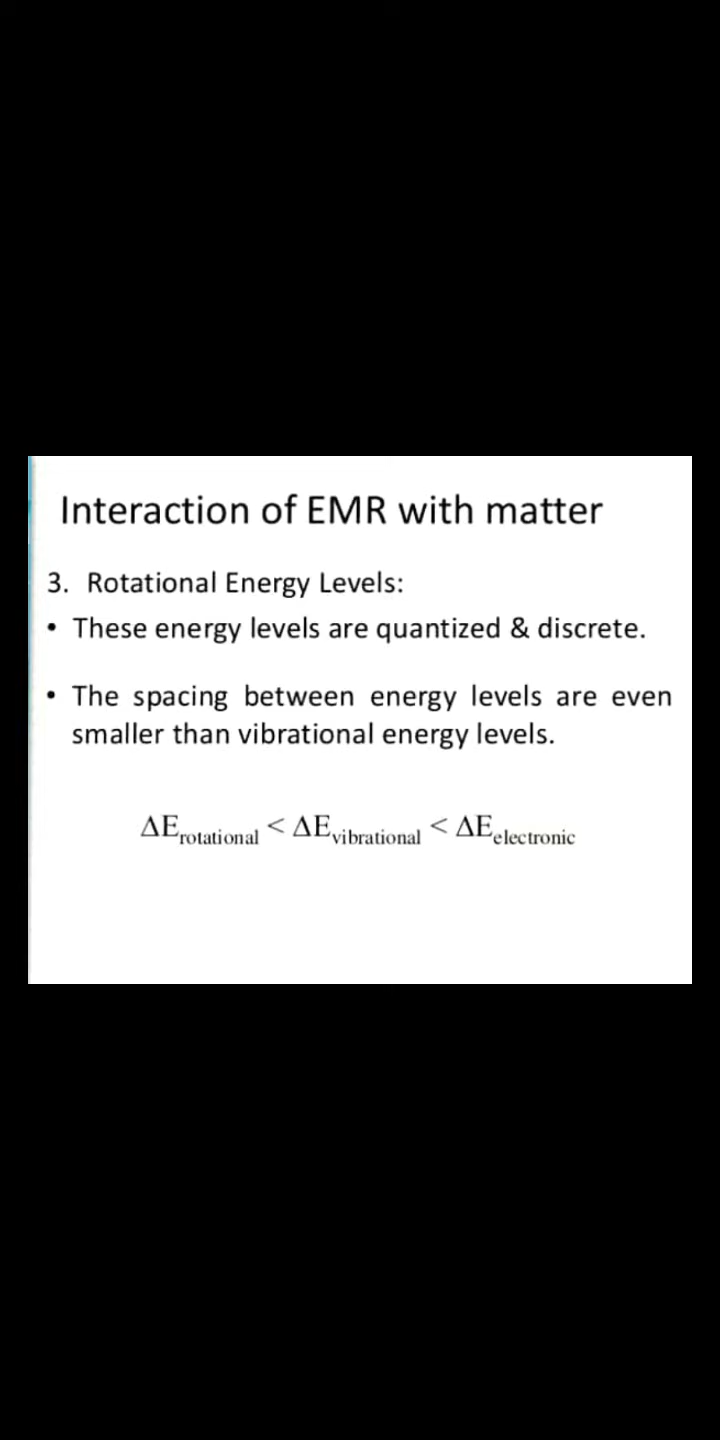 Interaction of EMR with matter
3. Rotational Energy Levels:
• These energy levels are quantized & discrete.
• The spacing between energy levels are even
smaller than vibrational energy levels.
ΔErotational < ΔEvibrational < ΔEelectronic